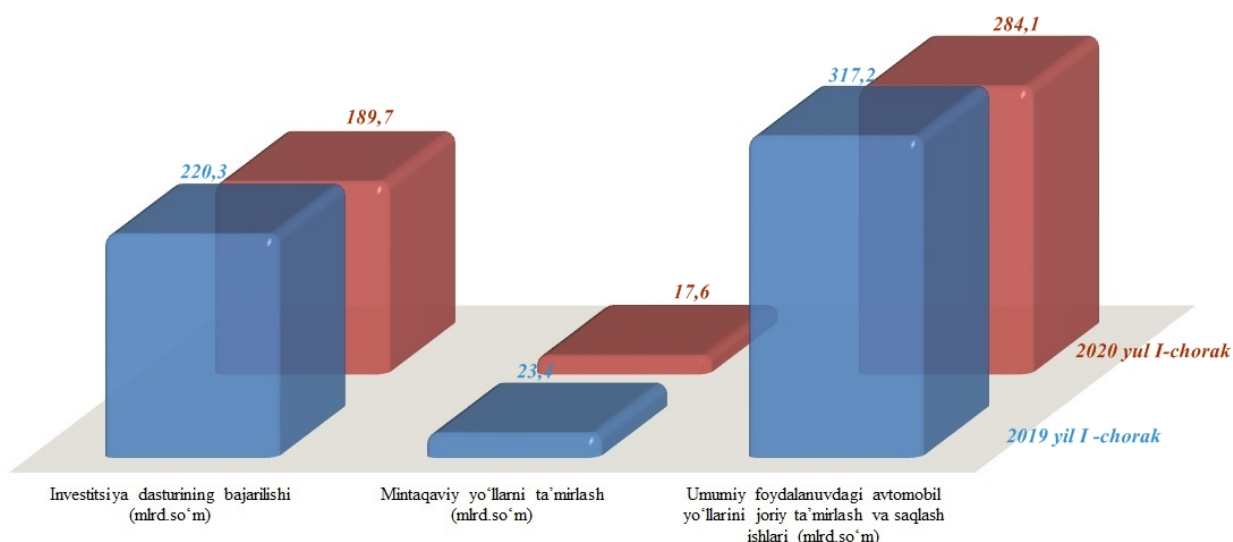 284,1
317,2
189,7
220,3
17,6
23,4
2020 yul I-chorak
2019 yil I -chorak
Investitsiya dasturining bajarilishi
(mlrd.so‘m)
Mintaqaviy yo‘llarni ta’mirlash
(mlrd.so‘m)
Umumiy foydalanuvdagi avtomobil
yo‘llarini joriy ta’mirlash va saqlash
ishlari (mlrd.so‘m)